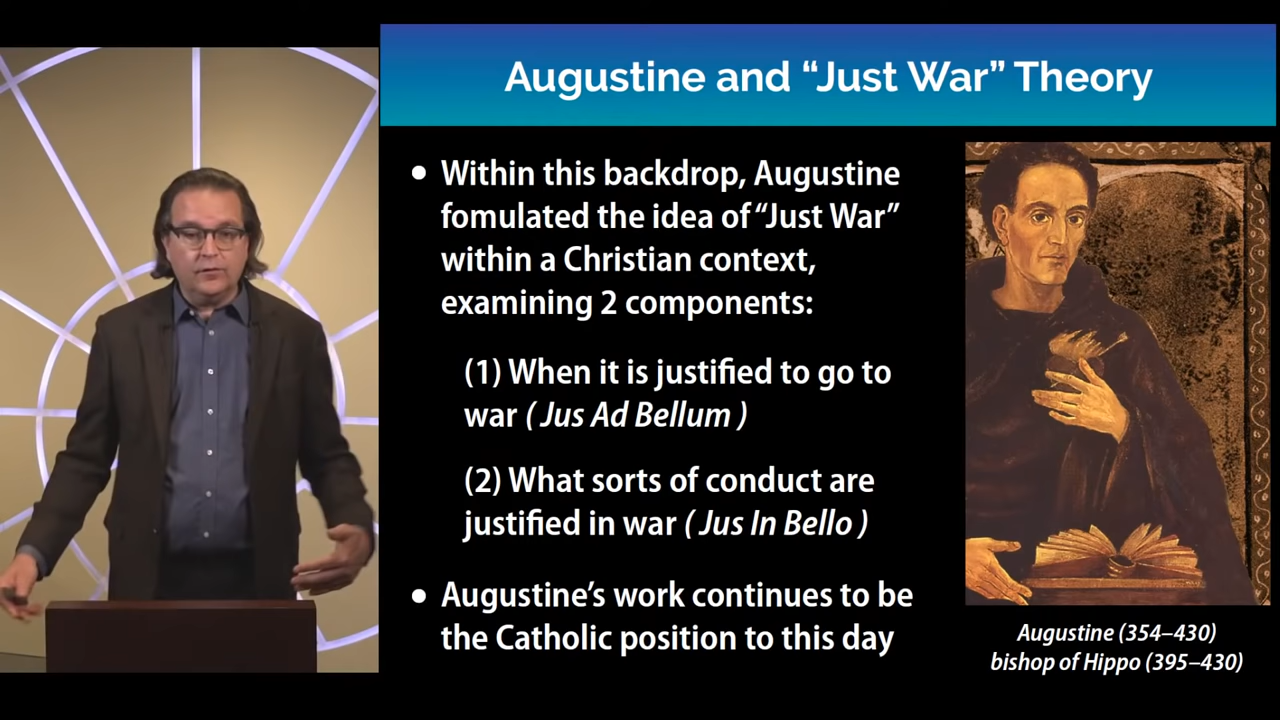 Augustine and “Just War” Theory
• Within this backdrop, Augustine
fomulated the idea of “Just War”
within a Christian context,
examining 2 components:
(1) When it is justified to go to
war ( Jus Ad Bellum )
(2) What sorts of conduct are
justified in war ( Jus In Bello )
• Augustine’s work continues to be
the Catholic position to this day
Augustine (354–430)
bishop of Hippo (395–430)